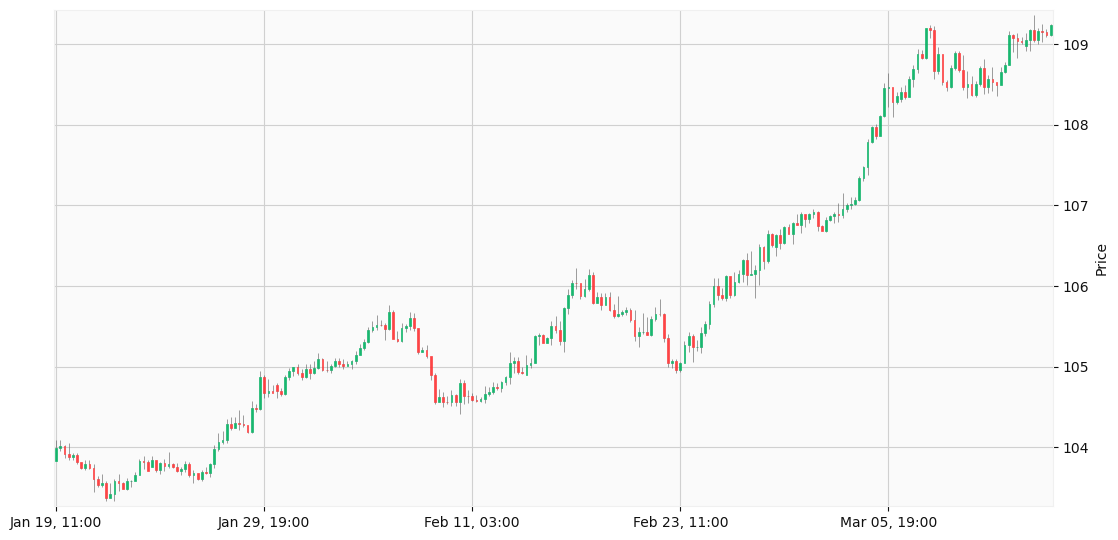 109
108
107
106
105
104
Price
Jan 19, 11:00
Jan 29, 19:00
Feb 11, 03:00
Feb 23, 11:00
Mar 05, 19:00